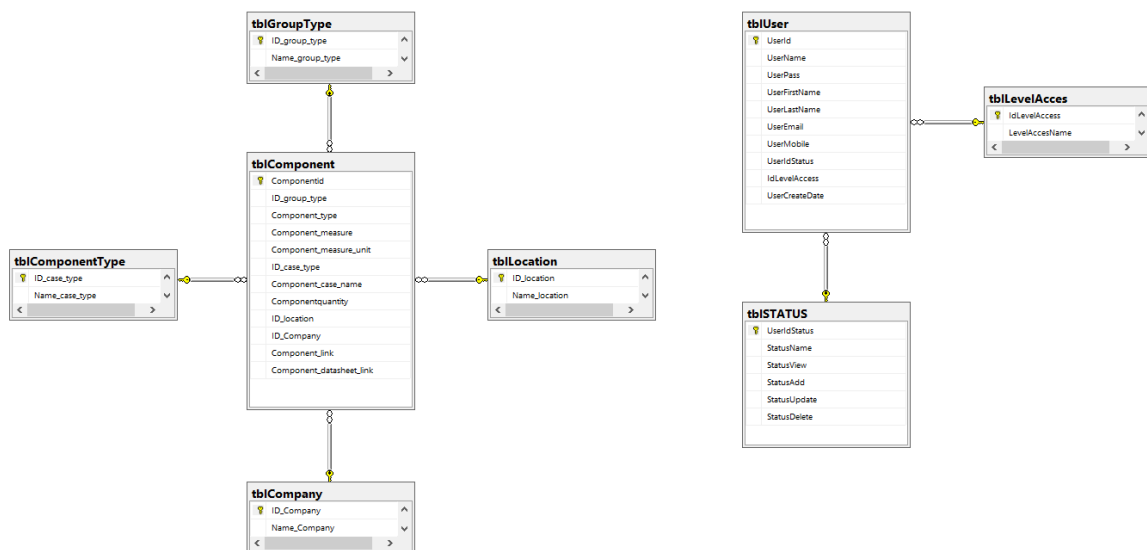 tblGroupType
ID_group_type
Name_group_type
tblComponent
Componentid
ID_group_type
Component_type
Component_measure
Component_measure_unit
ID_case_type
Component_case_name
Componentquantity
ID_location
ID_Company
Component_link
Component_datasheet_link
tblComponentType
ID_case_type
Name_case_type
tblLocation
ID_location
Name_location
tblCompany
ID_Company
Name_Company
tblUser
UserId
UserName
UserPass
UserFirstName
UserLastName
UserEmail
UserMobile
UserIdStatus
IdLevelAccess
UserCreateDate
tblLevelAcces
IdLevelAccess
LevelAccesName
tblSTATUS
UserIdStatus
StatusName
StatusView
StatusAdd
StatusUpdate
StatusDelete